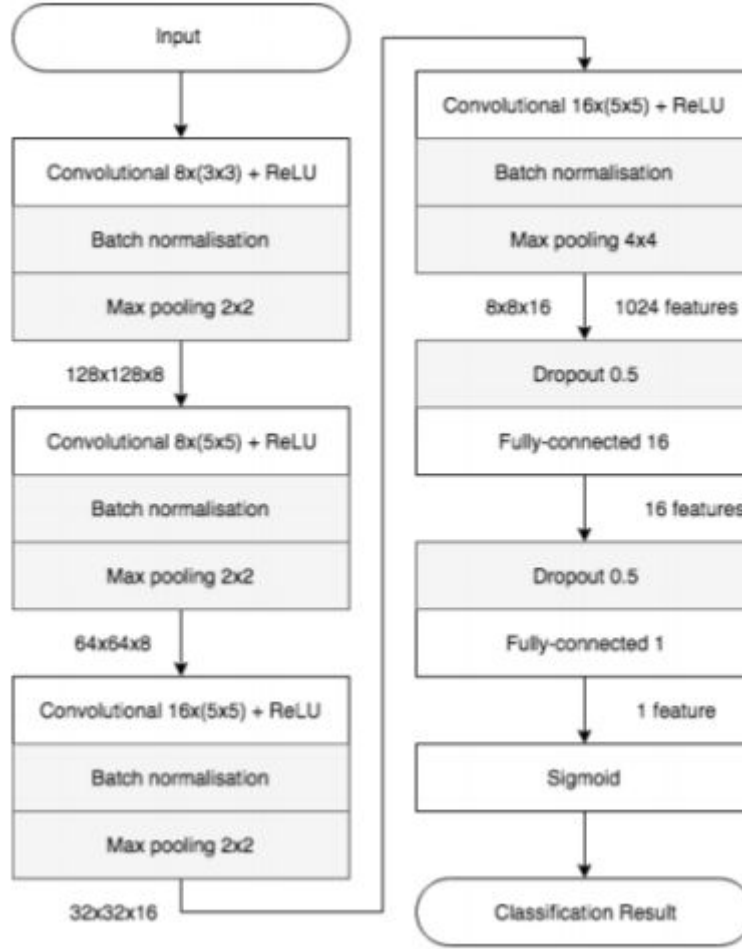 Input
Convolutional 8x(3x3) + ReLU
Batch normalisation
Max pooling 2x2
128x128x8
Convolutional 8x(5x5) + ReLU
Batch normalisation
Max pooling 2x2
64x64x8
Convolutional 16x(5x5) + ReLU
Batch normalisation
Max pooling 2x2
32x32x16
Convolutional 16x(5x5) + ReLU
Batch normalisation
Max pooling 4x4
8x8x16 1024 features
Dropout 0.5
Fully-connected 16
16 features
Dropout 0.5
Fully-connected 1
1 feature
Sigmoid
Classification Result